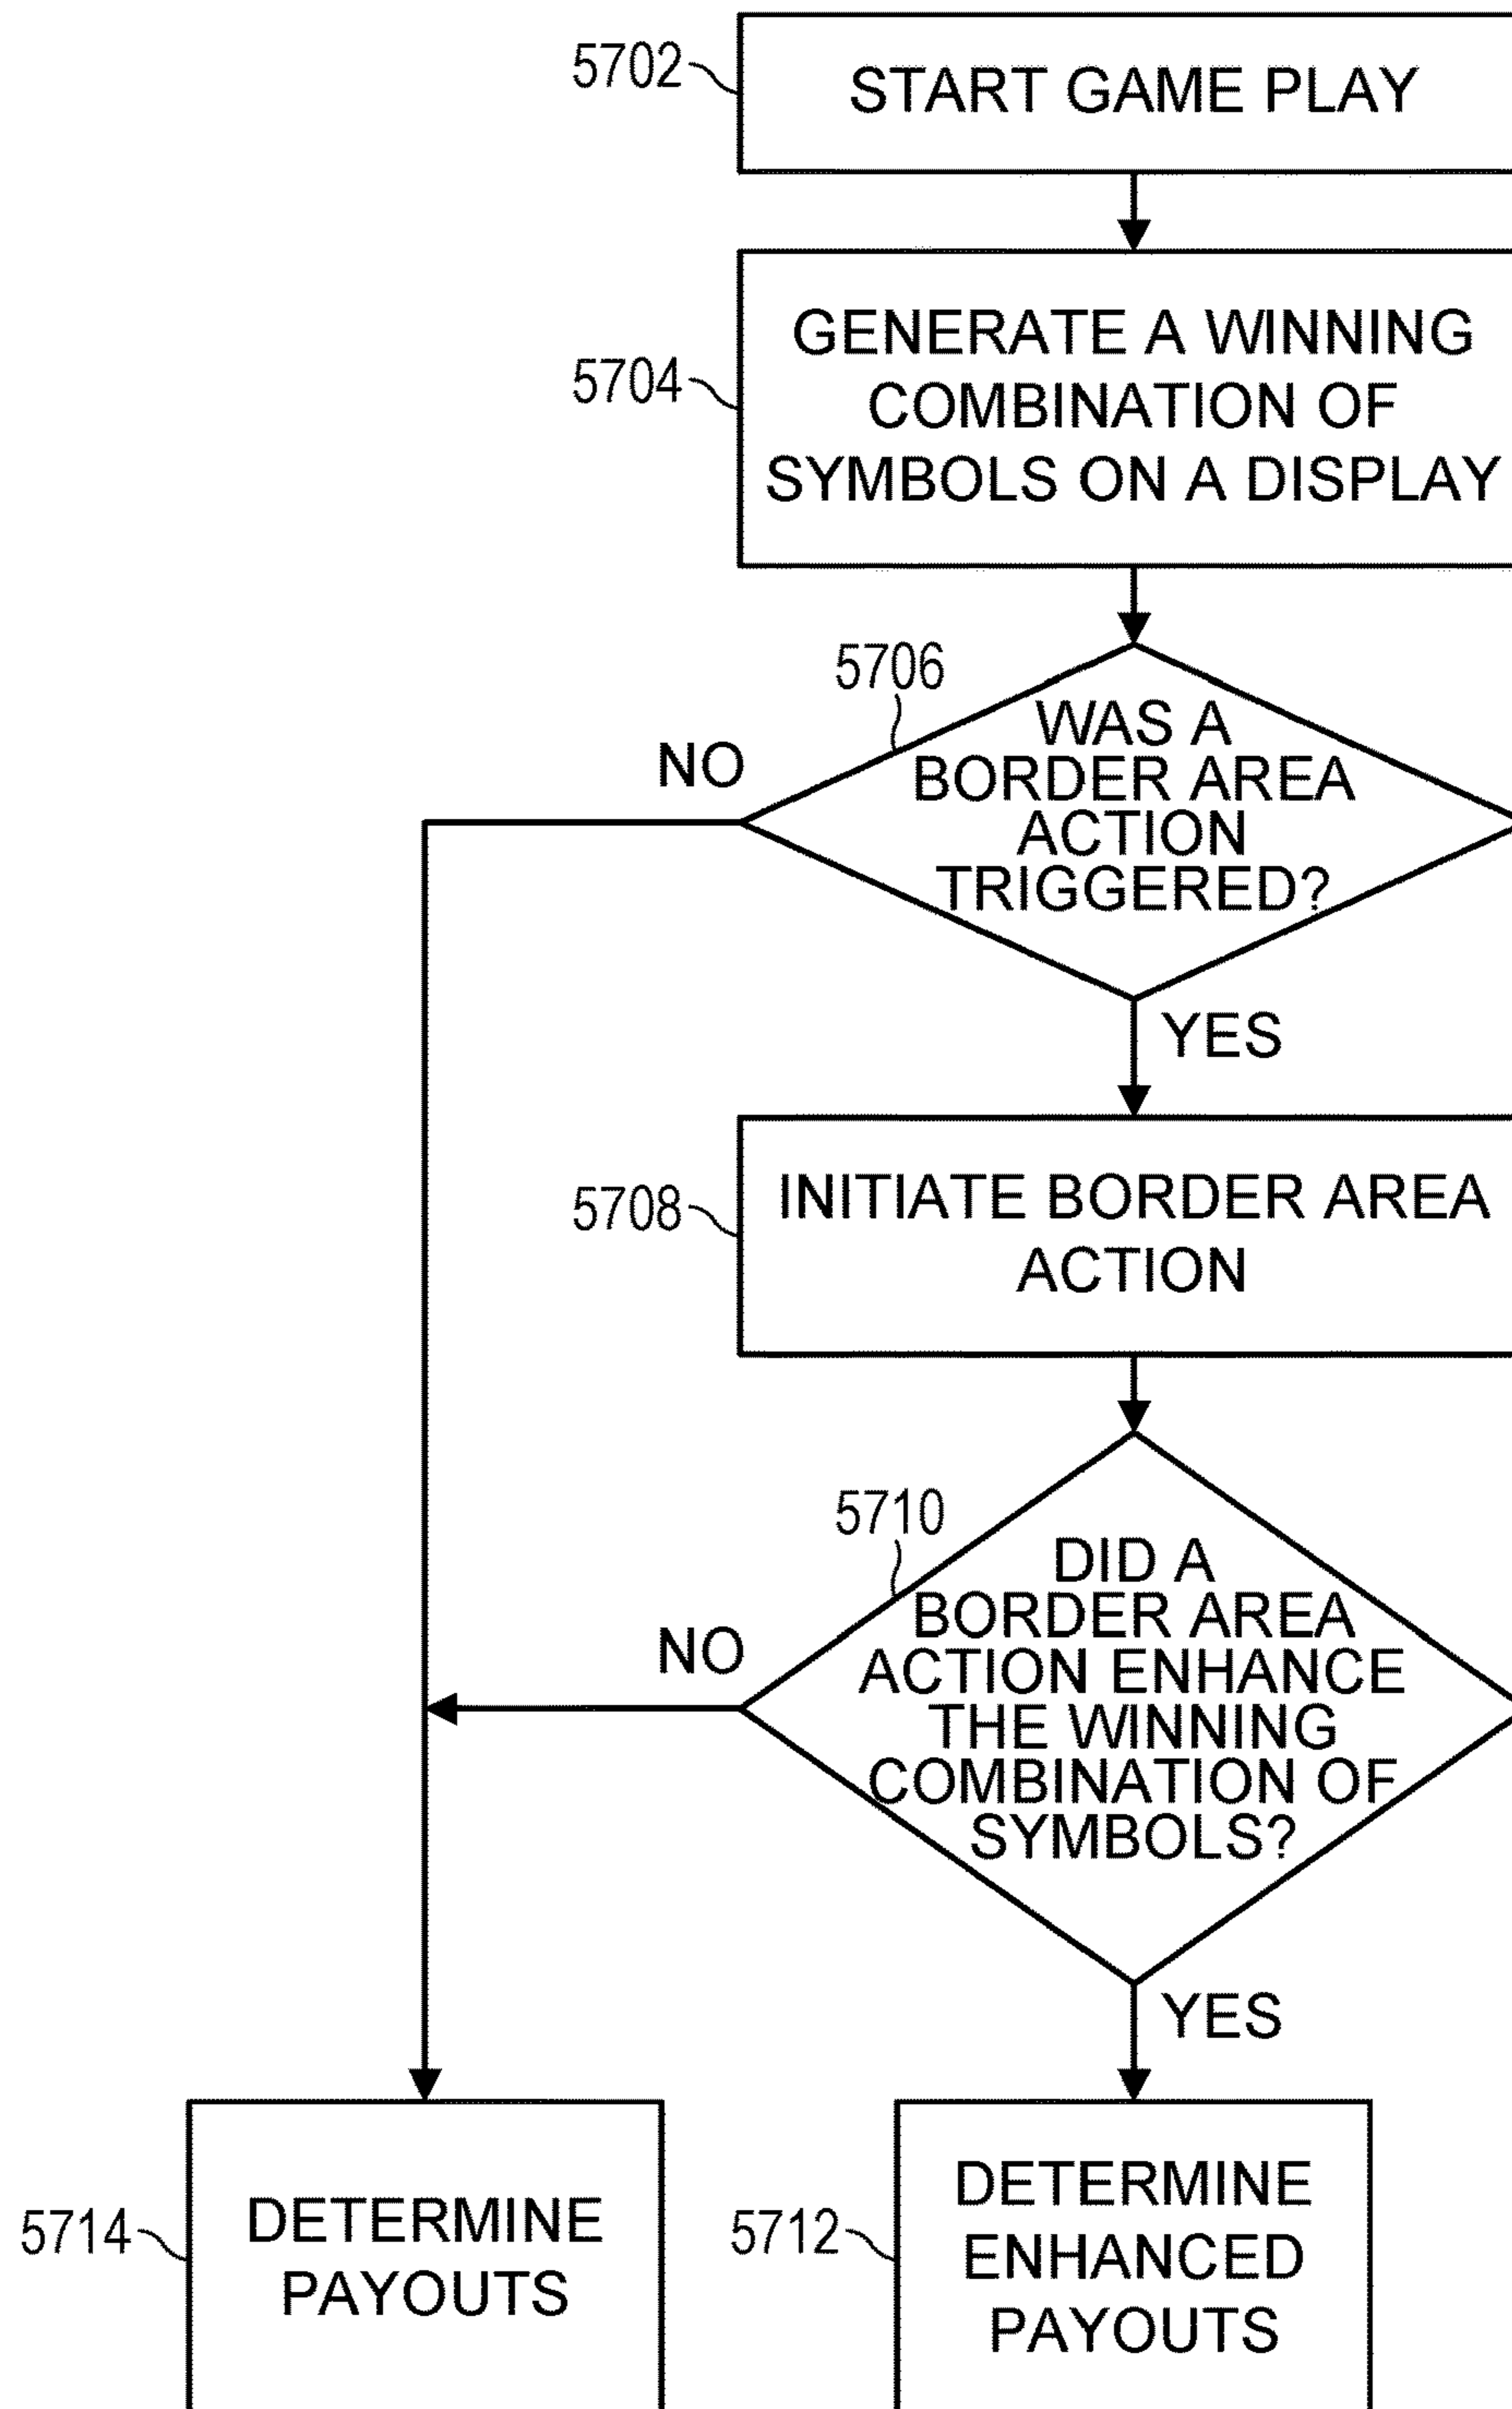 5702
START GAME PLAY
5704
GENERATE A WINNING
COMBINATION OF
SYMBOLS ON A DISPLAY
5706
WAS A
BORDER AREA
ACTION
TRIGGERED?
NO
YES
5708
INITIATE BORDER AREA
ACTION
5710
DID A
BORDER AREA
ACTION ENHANCE
THE WINNING
COMBINATION OF
SYMBOLS?
NO
YES
5714
DETERMINE
PAYOUTS
5712
DETERMINE
ENHANCED
PAYOUTS